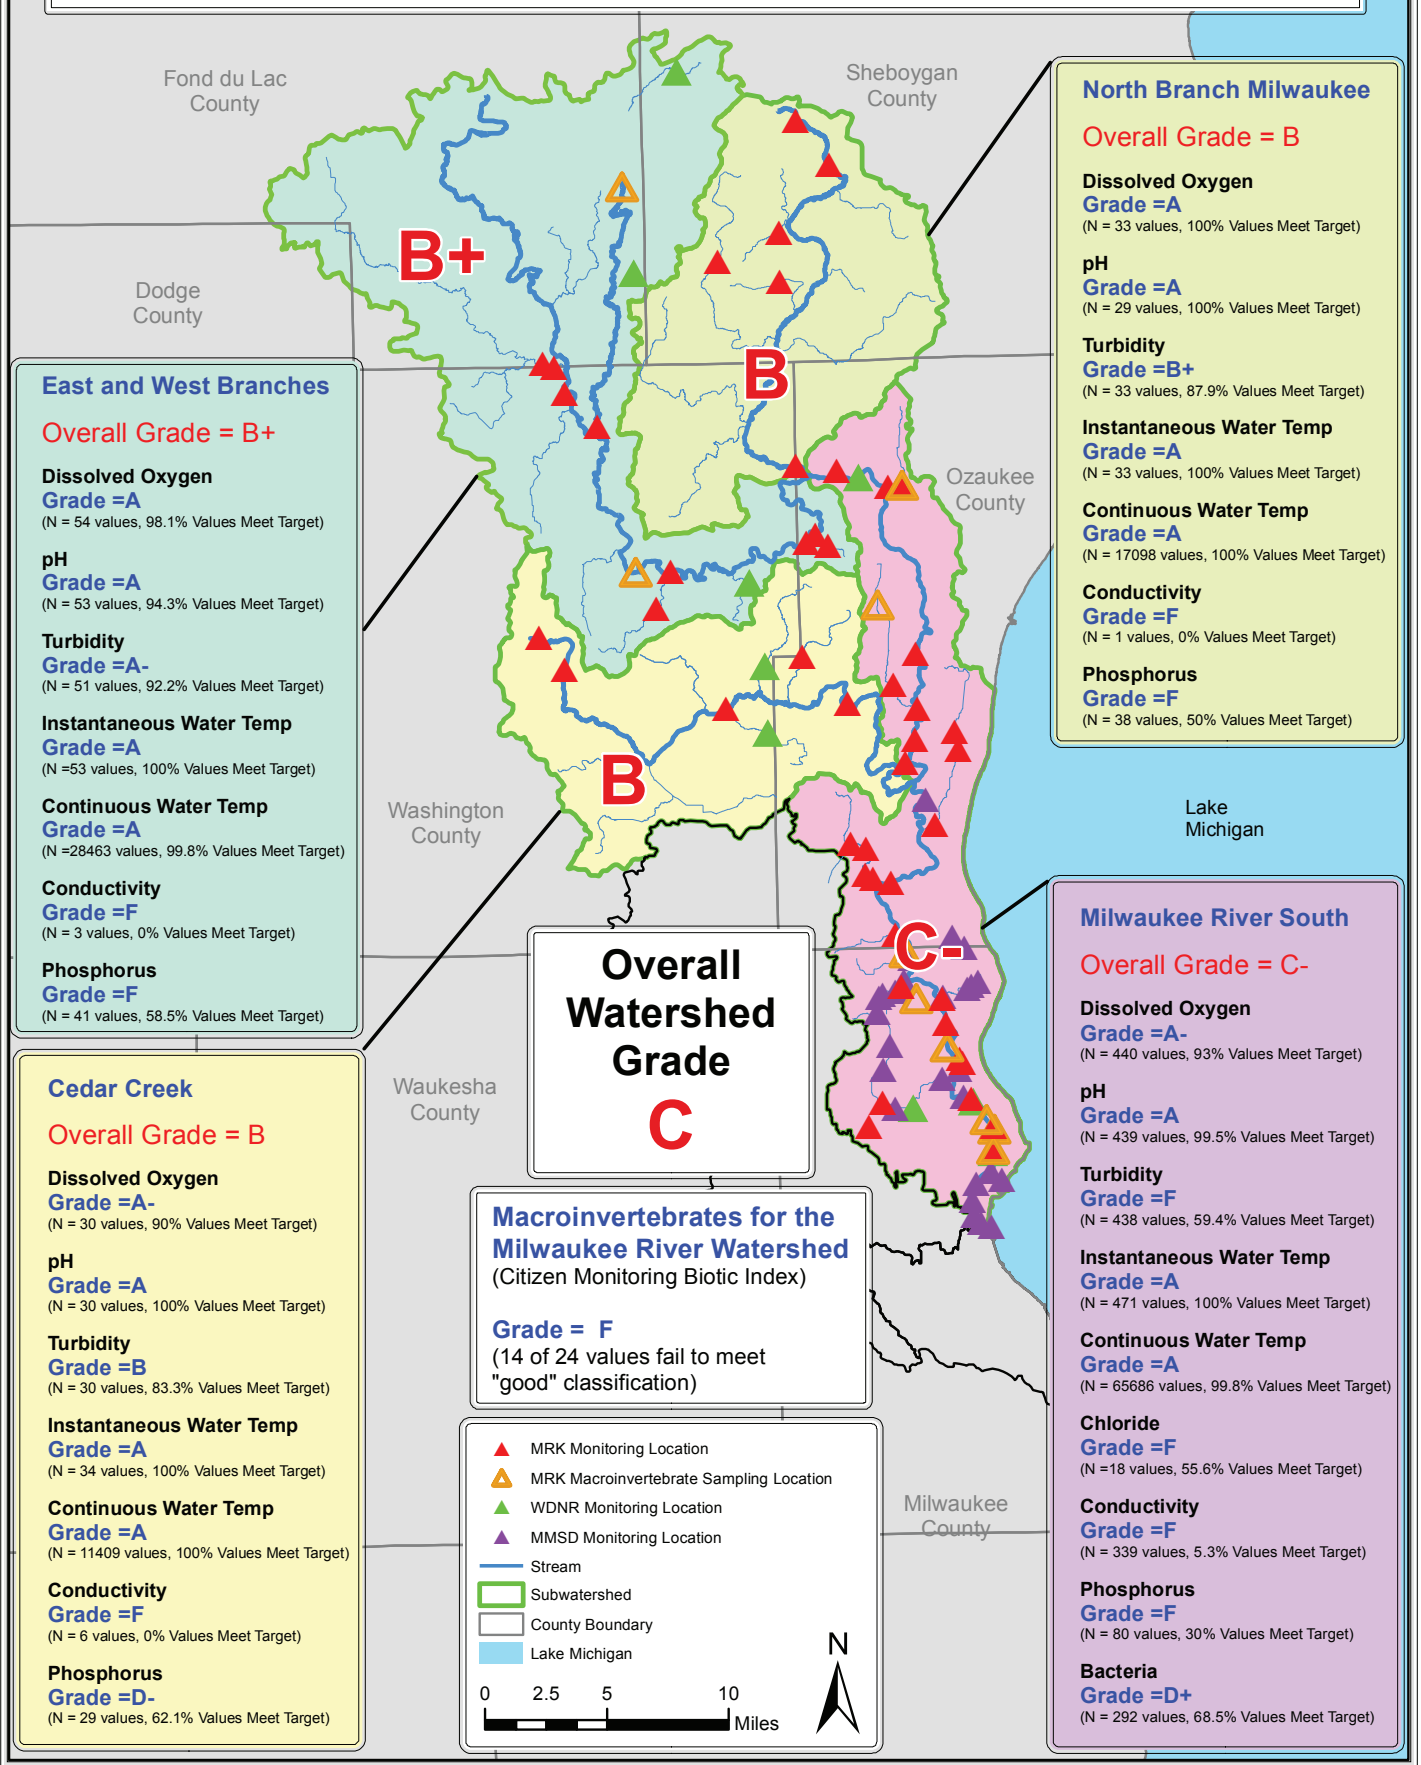 Fond du Lac
County
Sheboygan
County
Dodge
County
Ozaukee
County
Washington
County
Waukesha
County
Milwaukee
County
Lake
Michigan
B+
B
B
C-
North Branch Milwaukee
Overall Grade = B
Dissolved Oxygen
Grade =A
(N = 33 values, 100% Values Meet Target)
pH
Grade =A
(N = 29 values, 100% Values Meet Target)
Turbidity
Grade =B+
(N = 33 values, 87.9% Values Meet Target)
Instantaneous Water Temp
Grade =A
(N = 33 values, 100% Values Meet Target)
Continuous Water Temp
Grade =A
(N = 17098 values, 100% Values Meet Target)
Conductivity
Grade =F
(N = 1 values, 0% Values Meet Target)
Phosphorus
Grade =F
(N = 38 values, 50% Values Meet Target)
East and West Branches
Overall Grade = B+
Dissolved Oxygen
Grade =A
(N = 54 values, 98.1% Values Meet Target)
pH
Grade =A
(N = 53 values, 94.3% Values Meet Target)
Turbidity
Grade =A-
(N = 51 values, 92.2% Values Meet Target)
Instantaneous Water Temp
Grade =A
(N =53 values, 100% Values Meet Target)
Continuous Water Temp
Grade =A
(N =28463 values, 99.8% Values Meet Target)
Conductivity
Grade =F
(N = 3 values, 0% Values Meet Target)
Phosphorus
Grade =F
(N = 41 values, 58.5% Values Meet Target)
Cedar Creek
Overall Grade = B
Dissolved Oxygen
Grade =A-
(N = 30 values, 90% Values Meet Target)
pH
Grade =A
(N = 30 values, 100% Values Meet Target)
Turbidity
Grade =B
(N = 30 values, 83.3% Values Meet Target)
Instantaneous Water Temp
Grade =A
(N = 34 values, 100% Values Meet Target)
Continuous Water Temp
Grade =A
(N = 11409 values, 100% Values Meet Target)
Conductivity
Grade =F
(N = 6 values, 0% Values Meet Target)
Phosphorus
Grade =D-
(N = 29 values, 62.1% Values Meet Target)
Overall
Watershed
Grade
C
Macroinvertebrates for the
Milwaukee River Watershed
(Citizen Monitoring Biotic Index)
Grade = F
(14 of 24 values fail to meet
"good" classification)
MRK Monitoring Location
MRK Macroinvertebrate Sampling Location
WDNR Monitoring Location
MMSD Monitoring Location
Stream
Subwatershed
County Boundary
Lake Michigan
N
0 2.5 5 10
Miles
Milwaukee River South
Overall Grade = C-
Dissolved Oxygen
Grade =A-
(N = 440 values, 93% Values Meet Target)
pH
Grade =A
(N = 439 values, 99.5% Values Meet Target)
Turbidity
Grade =F
(N = 438 values, 59.4% Values Meet Target)
Instantaneous Water Temp
Grade =A
(N = 471 values, 100% Values Meet Target)
Continuous Water Temp
Grade =A
(N = 65686 values, 99.8% Values Meet Target)
Chloride
Grade =F
(N =18 values, 55.6% Values Meet Target)
Conductivity
Grade =F
(N = 339 values, 5.3% Values Meet Target)
Phosphorus
Grade =F
(N = 80 values, 30% Values Meet Target)
Bacteria
Grade =D+
(N = 292 values, 68.5% Values Meet Target)